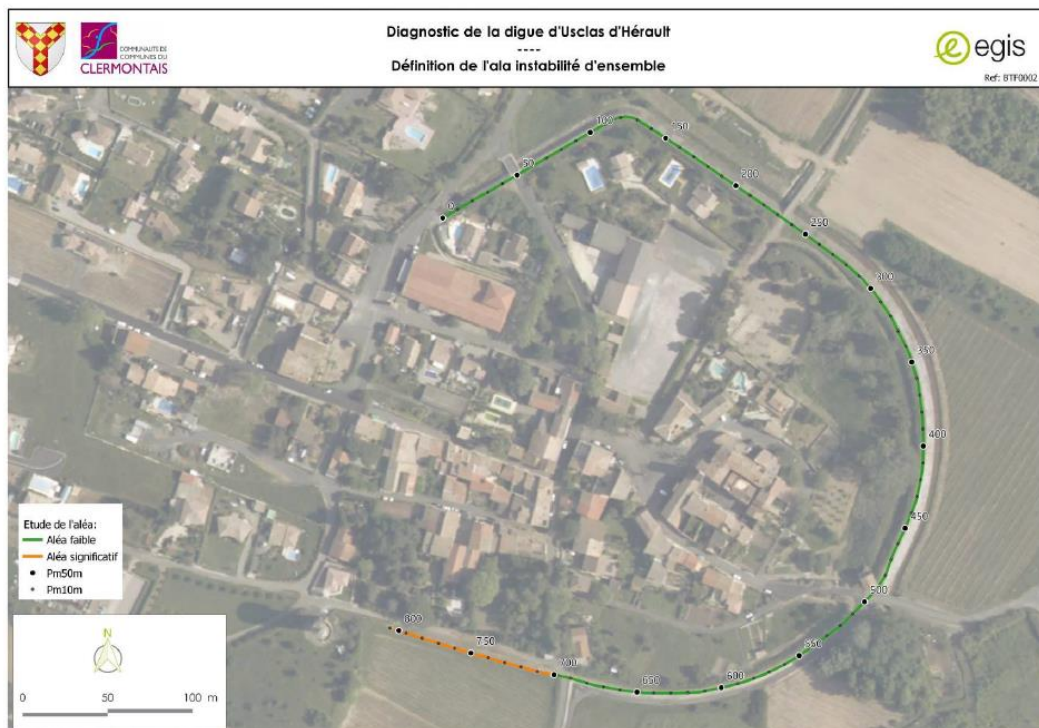 Diagnostic de la digue d'Usclas d'Hérault
----
Définition de l'ala instabilité d'ensemble
COMMUNAUTÉ DE
COMMUNES DU
CLERMONTAIS
egis
Ref: BTF0002
0
50
100
150
200
250
300
350
400
450
500
550
600
650
700
750
800
Etude de l'aléa:
Aléa faible
Aléa significatif
Pm50m
Pm10m
N
0 50 100 m